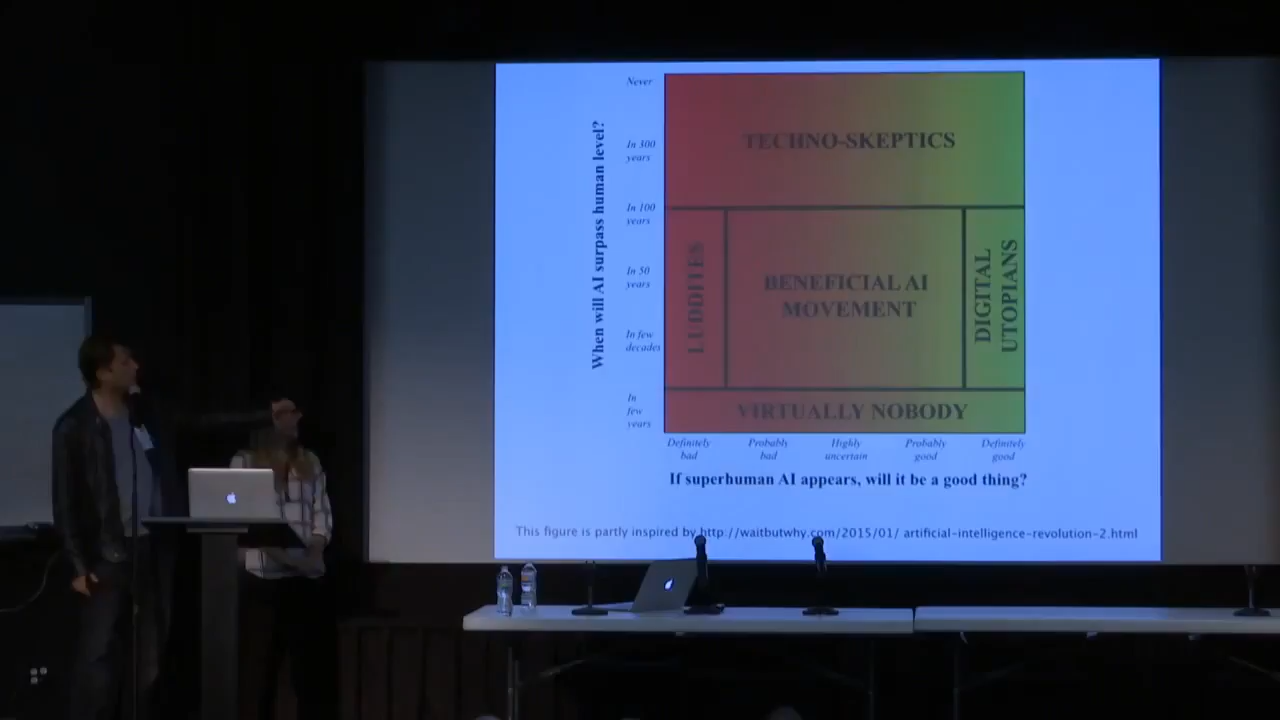 Never
In 300
years
In 100
years
In 50
years
In few
decades
In
few
years
When will AI surpass human level?
TECHNO-SKEPTICS
LUDDITES
BENEFICIAL AI
MOVEMENT
DIGITAL
UTOPIANS
VIRTUALLY NOBODY
Definitely
bad
Probably
bad
Highly
uncertain
Probably
good
Definitely
good
If superhuman AI appears, will it be a good thing?
This figure is partly inspired by http://waitbutwhy.com/2015/01/ artificial-intelligence-revolution-2.html